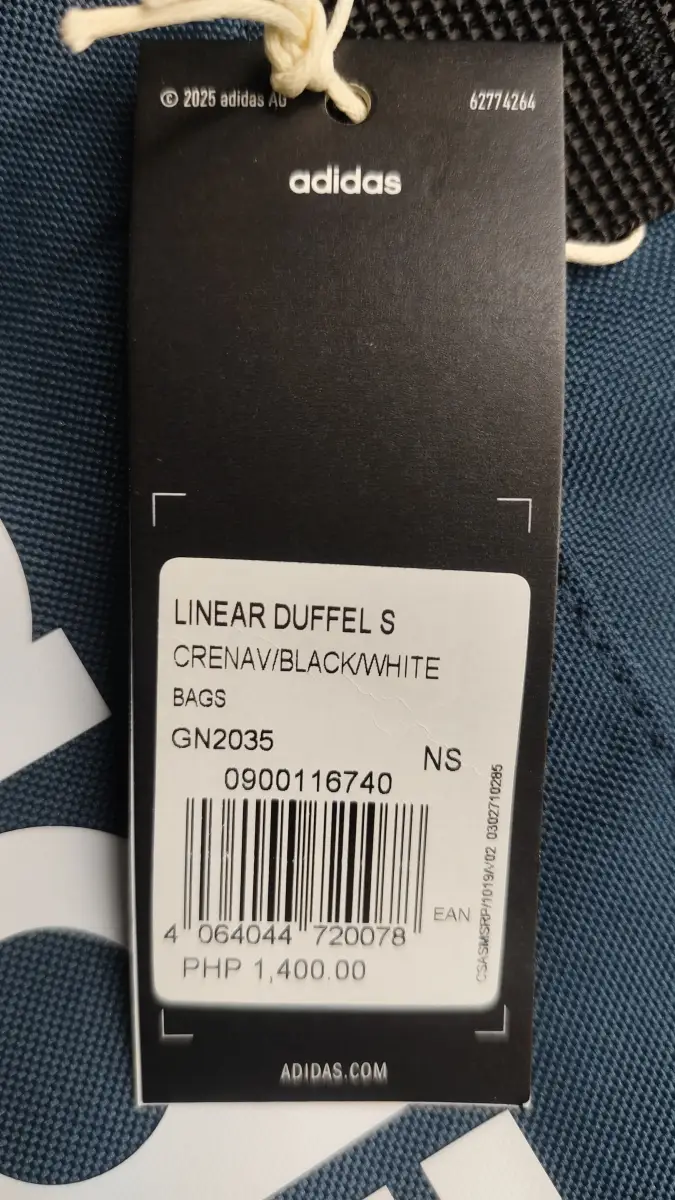 © 2025 adidas AG
62774264
adidas
LINEAR DUFFEL S
CRENAV/BLACK/WHITE
BAGS
GN2035
NS
0900116740
4 064044 720078
EAN
PHP 1,400.00
CSASMSRP/1019A/02 0302710285
ADIDAS.COM